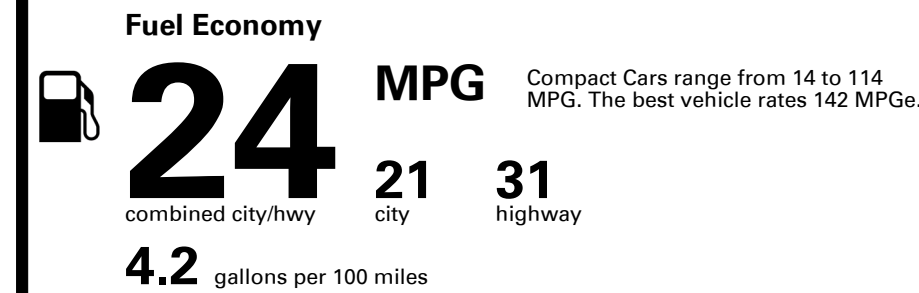 Fuel Economy
24 MPG
Compact Cars range from 14 to 114
MPG. The best vehicle rates 142 MPGe.
21 31
combined city/hwy city highway
4.2 gallons per 100 miles